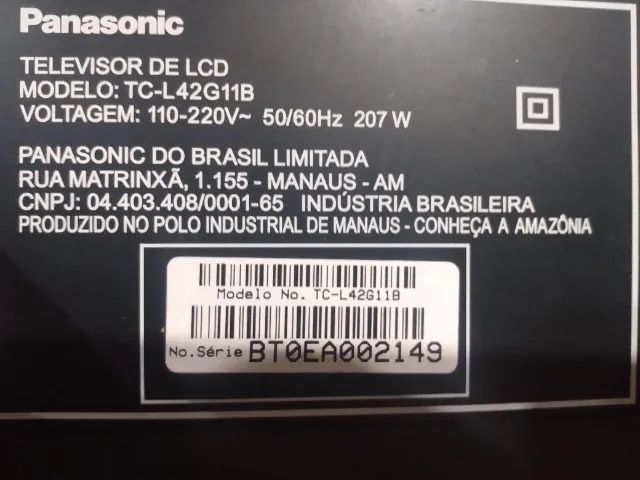 Panasonic
TELEVISOR DE LCD
MODELO: TC-L42G11B
VOLTAGEM: 110-220V~ 50/60Hz 207 W
PANASONIC DO BRASIL LIMITADA
RUA MATRINXÃ, 1.155 - MANAUS - AM
CNPJ: 04.403.408/0001-65 INDÚSTRIA BRASILEIRA
PRODUZIDO NO POLO INDUSTRIAL DE MANAUS - CONHEÇA A AMAZÔNIA
Modelo No. TC-L42G11B
No.Série BT0EA002149